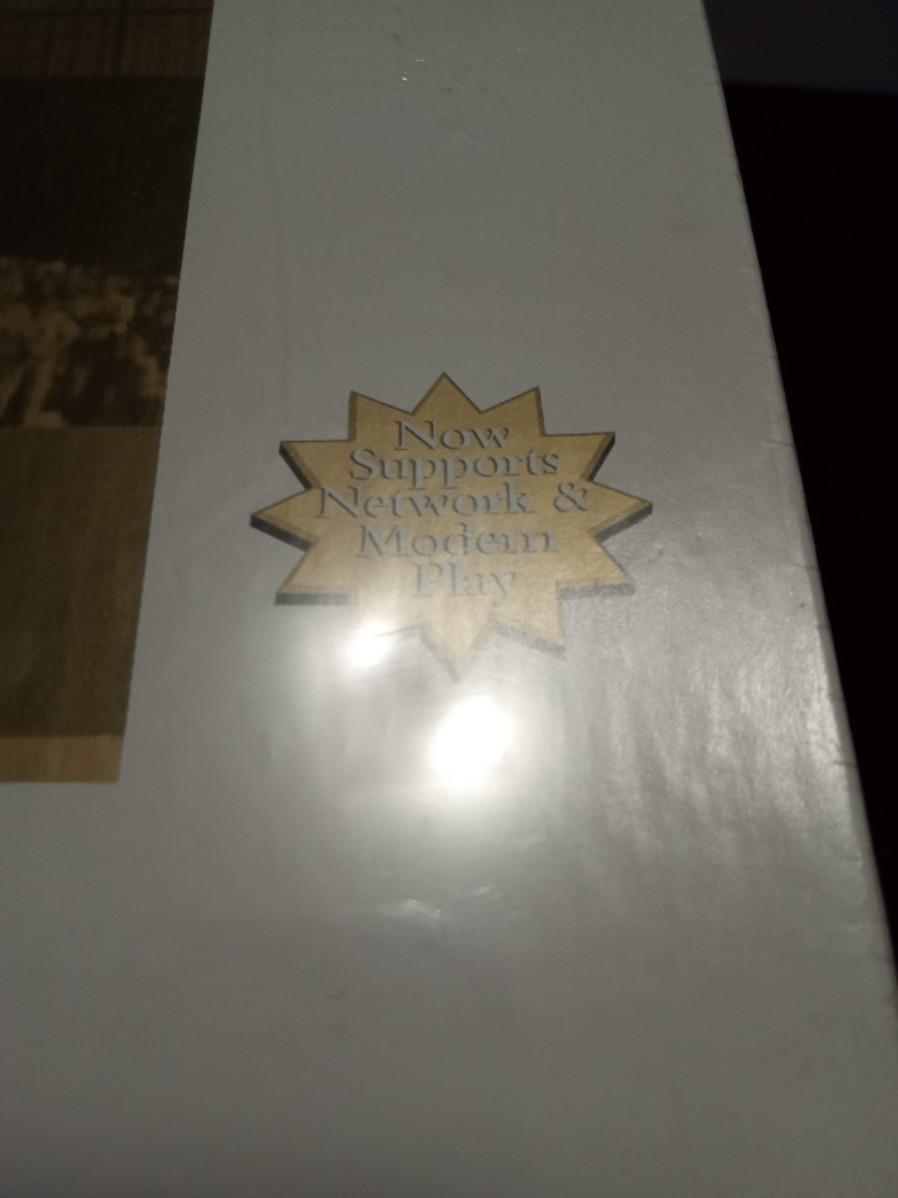 Now
Supports
Network &
Modem
Play